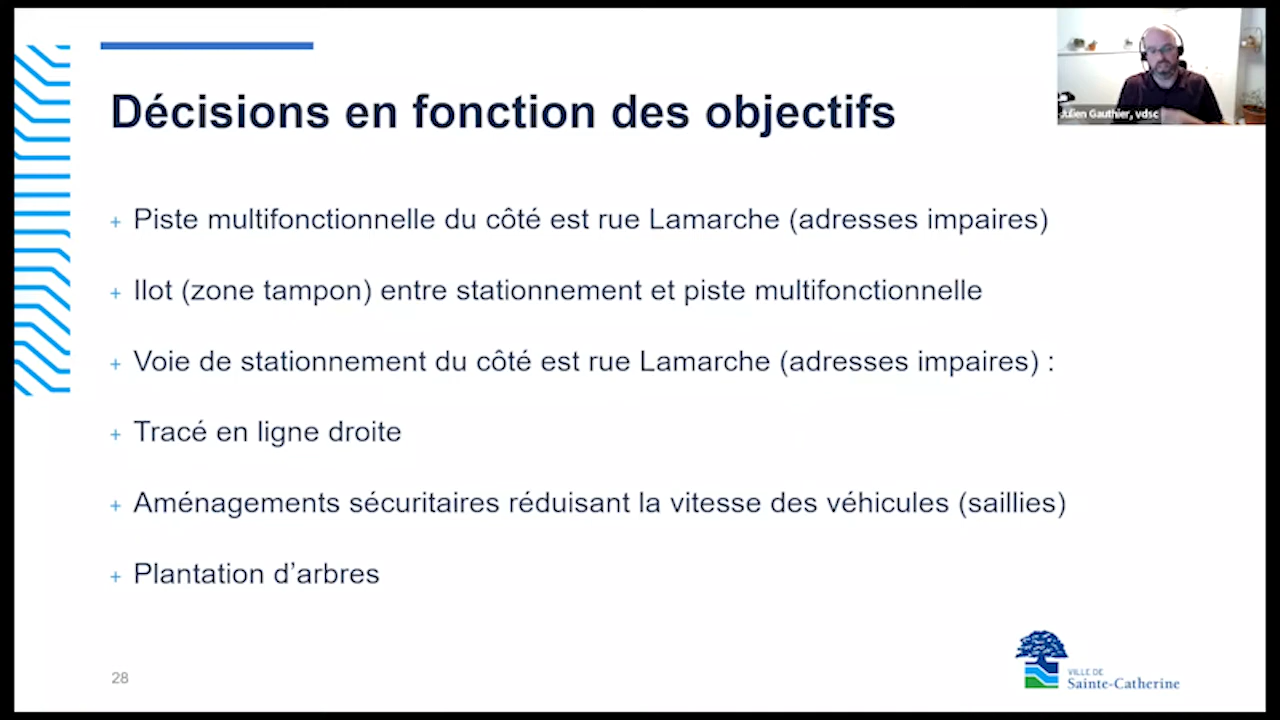 Décisions en fonction des objectifs
Julien Gauthier, vdsc
+ Piste multifonctionnelle du côté est rue Lamarche (adresses impaires)
+ Ilot (zone tampon) entre stationnement et piste multifonctionnelle
+ Voie de stationnement du côté est rue Lamarche (adresses impaires) :
+ Tracé en ligne droite
+ Aménagements sécuritaires réduisant la vitesse des véhicules (saillies)
+ Plantation d’arbres
28
VILLE DE
Sainte-Catherine